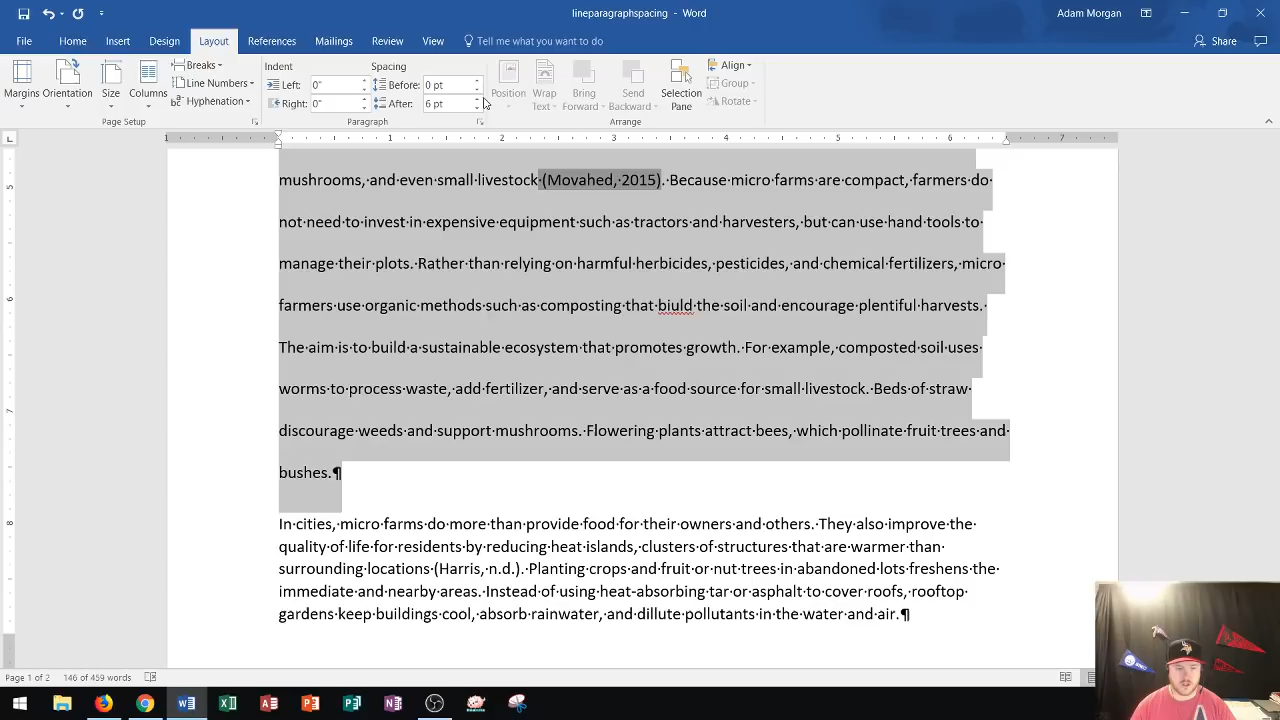 lineparagraphspacing - Word
Adam Morgan
File Home Insert Design Layout References Mailings Review View Tell me what you want to do Share
Margins Orientation Size Columns
Breaks
Line Numbers
Hyphenation
Page Setup
Indent
Left: 0"
Right: 0"
Spacing
Before: 0 pt
After: 6 pt
Paragraph
Position Wrap Text Bring Forward Send Backward Selection Pane
Align
Group
Rotate
Arrange
1 1 2 3 4 5 6 7
5
6
7
8
mushrooms, and even small livestock (Movahed, 2015). Because micro farms are compact, farmers do
not need to invest in expensive equipment such as tractors and harvesters, but can use hand tools to
manage their plots. Rather than relying on harmful herbicides, pesticides, and chemical fertilizers, micro
farmers use organic methods such as composting that biuld the soil and encourage plentiful harvests.
The aim is to build a sustainable ecosystem that promotes growth. For example, composted soil uses
worms to process waste, add fertilizer, and serve as a food source for small livestock. Beds of straw
discourage weeds and support mushrooms. Flowering plants attract bees, which pollinate fruit trees and
bushes.¶
In cities, micro farms do more than provide food for their owners and others. They also improve the
quality of life for residents by reducing heat islands, clusters of structures that are warmer than
surrounding locations (Harris, n.d.). Planting crops and fruit or nut trees in abandoned lots freshens the
immediate and nearby areas. Instead of using heat-absorbing tar or asphalt to cover roofs, rooftop
gardens keep buildings cool, absorb rainwater, and dillute pollutants in the water and air.¶
Page 1 of 2 146 of 459 words